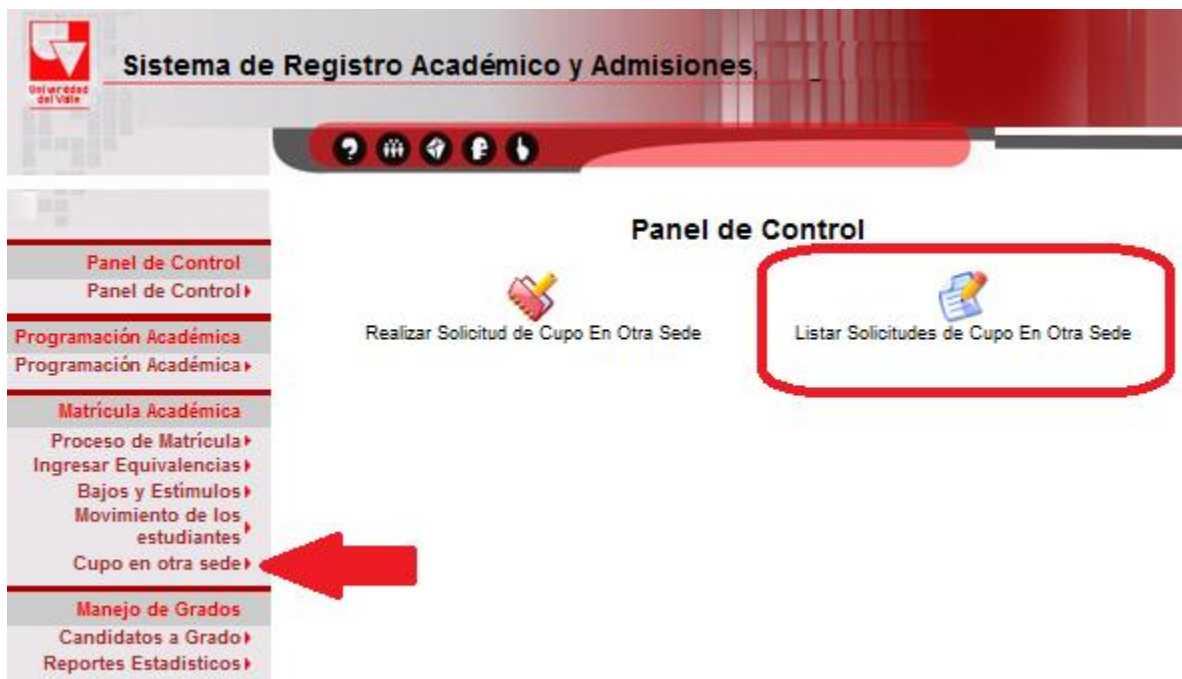 Universidad
del Valle
Sistema de Registro Académico y Admisiones,
Panel de Control
Realizar Solicitud de Cupo En Otra Sede
Listar Solicitudes de Cupo En Otra Sede
Panel de Control
Panel de Control
Programación Académica
Programación Académica
Matrícula Académica
Proceso de Matrícula
Ingresar Equivalencias
Bajos y Estímulos
Movimiento de los
estudiantes
Cupo en otra sede
Manejo de Grados
Candidatos a Grado
Reportes Estadisticos